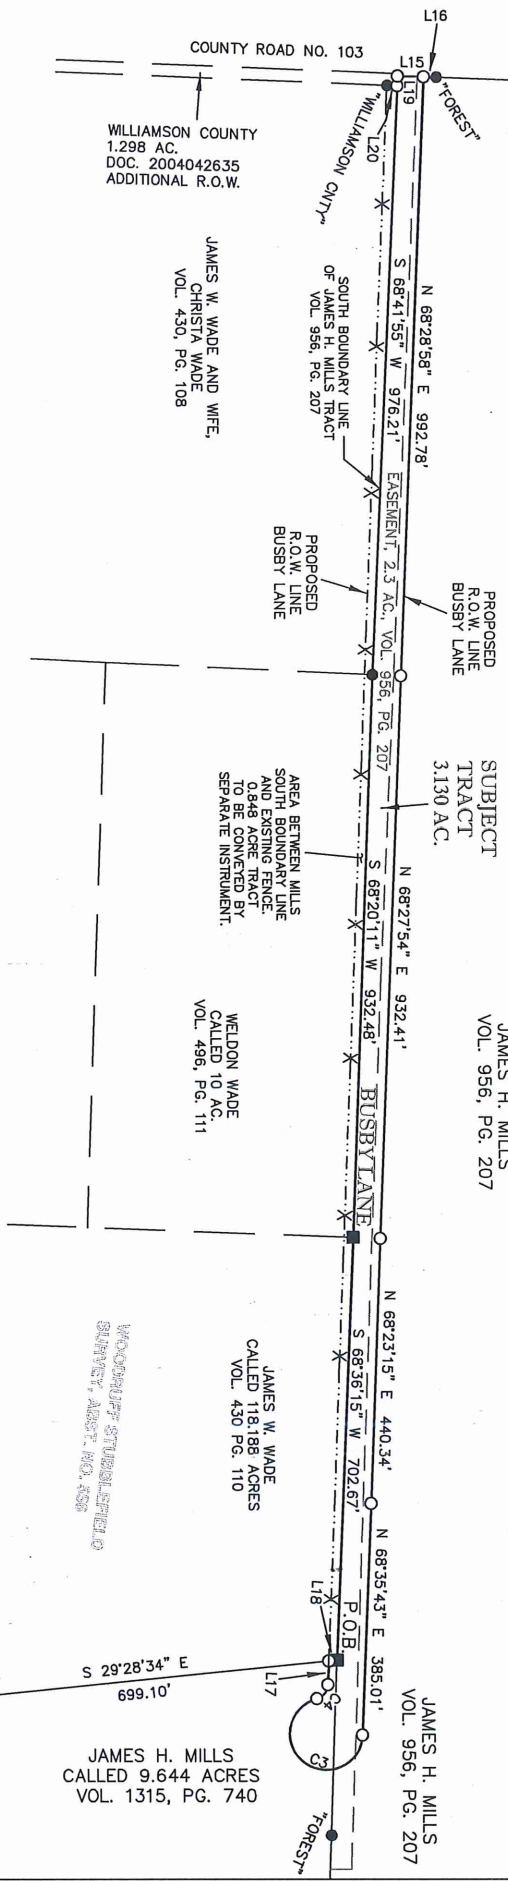 L16
COUNTY ROAD NO. 103
L15
L19
"FOREST"
L20
"WILLIAMSON CNTY"
WILLIAMSON COUNTY
1.298 AC.
DOC. 2004042635
ADDITIONAL R.O.W.
JAMES W. WADE AND WIFE,
CHRISTA WADE
VOL. 430, PG. 108
SOUTH BOUNDARY LINE
OF JAMES H. MILLS TRACT
VOL. 956, PG. 207
S 68°41'55" W 976.21'
N 68°28'58" E 992.78'
EASEMENT, 2.3 AC., VOL. 956, PG. 207
PROPOSED
R.O.W. LINE
BUSBY LANE
PROPOSED
R.O.W. LINE
BUSBY LANE
SUBJECT
TRACT
3.130 AC.
AREA BETWEEN MILLS
SOUTH BOUNDARY LINE
AND EXISTING FENCE.
0.848 ACRE TRACT
TO BE CONVEYED BY
SEPARATE INSTRUMENT.
S 68°20'11" W 932.48'
N 68°27'54" E 932.41'
JAMES H. MILLS
VOL. 956, PG. 207
WELDON WADE
CALLED 10 AC.
VOL. 496, PG. 111
BUSBY LANE
N 68°23'15" E 440.34'
S 68°36'15" W 702.67'
JAMES W. WADE
CALLED 118.188 ACRES
VOL. 430 PG. 110
WOODRUFF STUBBLEFIELD
SURVEY, ABST. NO. 556
N 68°35'43" E 385.01'
P.O.B.
L18
L17
C4
C3
S 29°28'34" E
699.10'
JAMES H. MILLS
VOL. 956, PG. 207
JAMES H. MILLS
CALLED 9.644 ACRES
VOL. 1315, PG. 740
"FOREST"